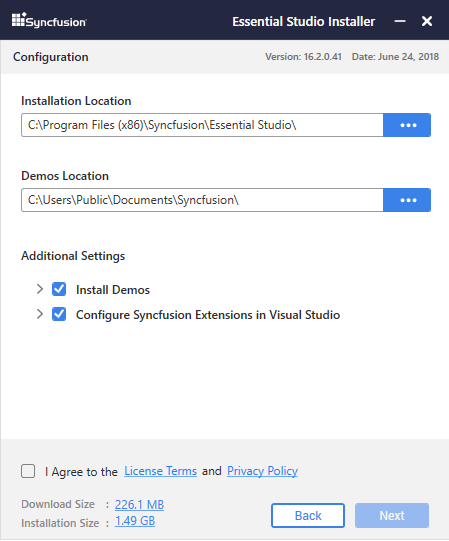 Syncfusion Essential Studio Installer
Configuration Version: 16.2.0.41 Date: June 24, 2018
Installation Location
C:\Program Files (x86)\Syncfusion\Essential Studio\
Demos Location
C:\Users\Public\Documents\Syncfusion\
Additional Settings
Install Demos
Configure Syncfusion Extensions in Visual Studio
I Agree to the License Terms and Privacy Policy
Download Size : 226.1 MB
Installation Size : 1.49 GB
Back Next